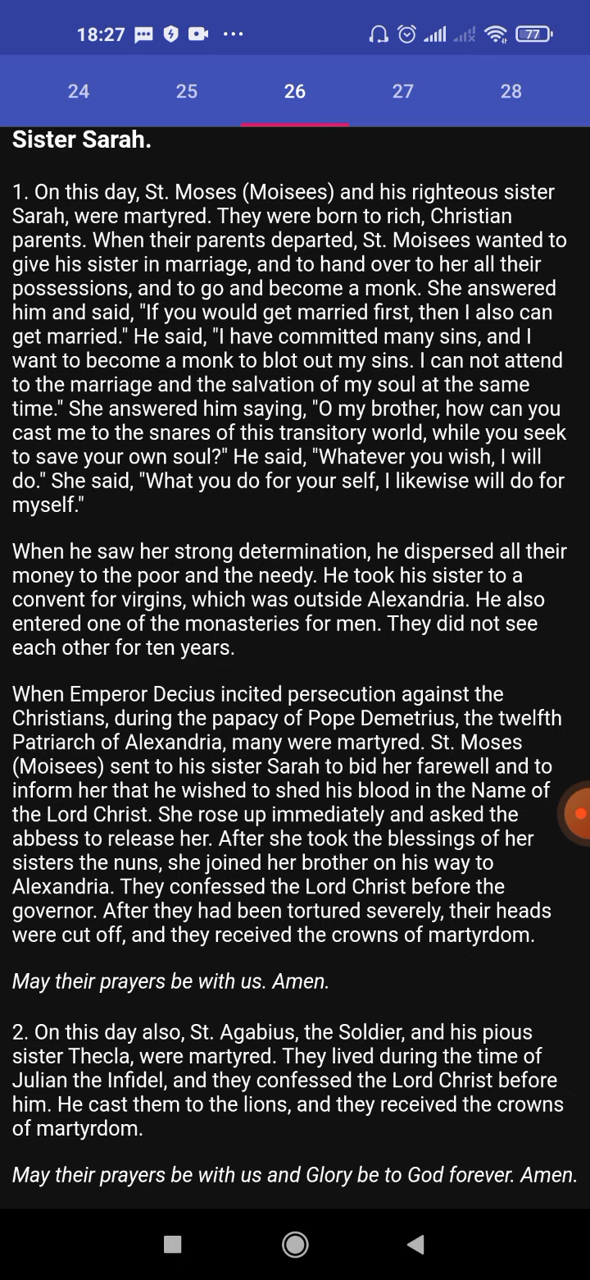 18:27
77
24 25 26 27 28
Sister Sarah.
1. On this day, St. Moses (Moisees) and his righteous sister
Sarah, were martyred. They were born to rich, Christian
parents. When their parents departed, St. Moisees wanted to
give his sister in marriage, and to hand over to her all their
possessions, and to go and become a monk. She answered
him and said, "If you would get married first, then I also can
get married." He said, "I have committed many sins, and I
want to become a monk to blot out my sins. I can not attend
to the marriage and the salvation of my soul at the same
time." She answered him saying, "O my brother, how can you
cast me to the snares of this transitory world, while you seek
to save your own soul?" He said, "Whatever you wish, I will
do." She said, "What you do for your self, I likewise will do for
myself."
When he saw her strong determination, he dispersed all their
money to the poor and the needy. He took his sister to a
convent for virgins, which was outside Alexandria. He also
entered one of the monasteries for men. They did not see
each other for ten years.
When Emperor Decius incited persecution against the
Christians, during the papacy of Pope Demetrius, the twelfth
Patriarch of Alexandria, many were martyred. St. Moses
(Moisees) sent to his sister Sarah to bid her farewell and to
inform her that he wished to shed his blood in the Name of
the Lord Christ. She rose up immediately and asked the
abbess to release her. After she took the blessings of her
sisters the nuns, she joined her brother on his way to
Alexandria. They confessed the Lord Christ before the
governor. After they had been tortured severely, their heads
were cut off, and they received the crowns of martyrdom.
May their prayers be with us. Amen.
2. On this day also, St. Agabius, the Soldier, and his pious
sister Thecla, were martyred. They lived during the time of
Julian the Infidel, and they confessed the Lord Christ before
him. He cast them to the lions, and they received the crowns
of martyrdom.
May their prayers be with us and Glory be to God forever. Amen.